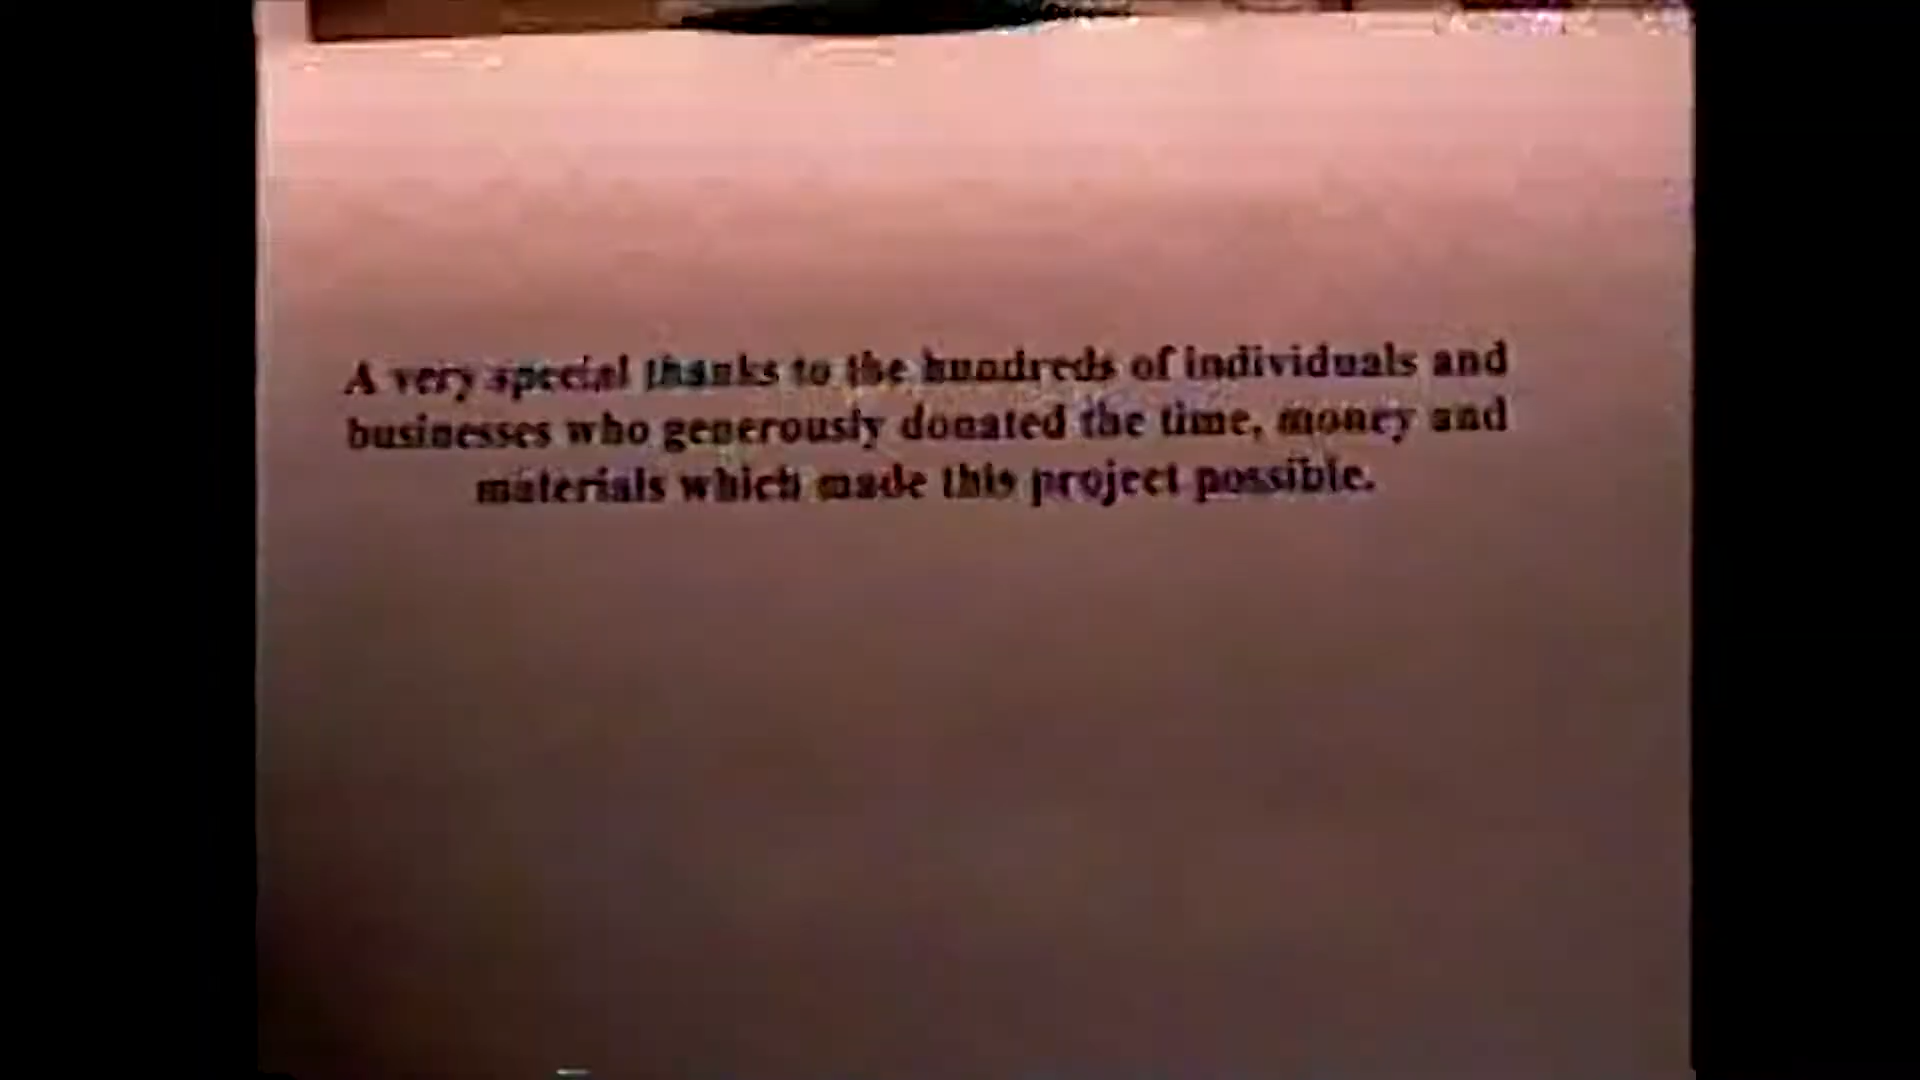 A very special thanks to the hundreds of individuals and
businesses who generously donated the time, money and
materials which made this project possible.